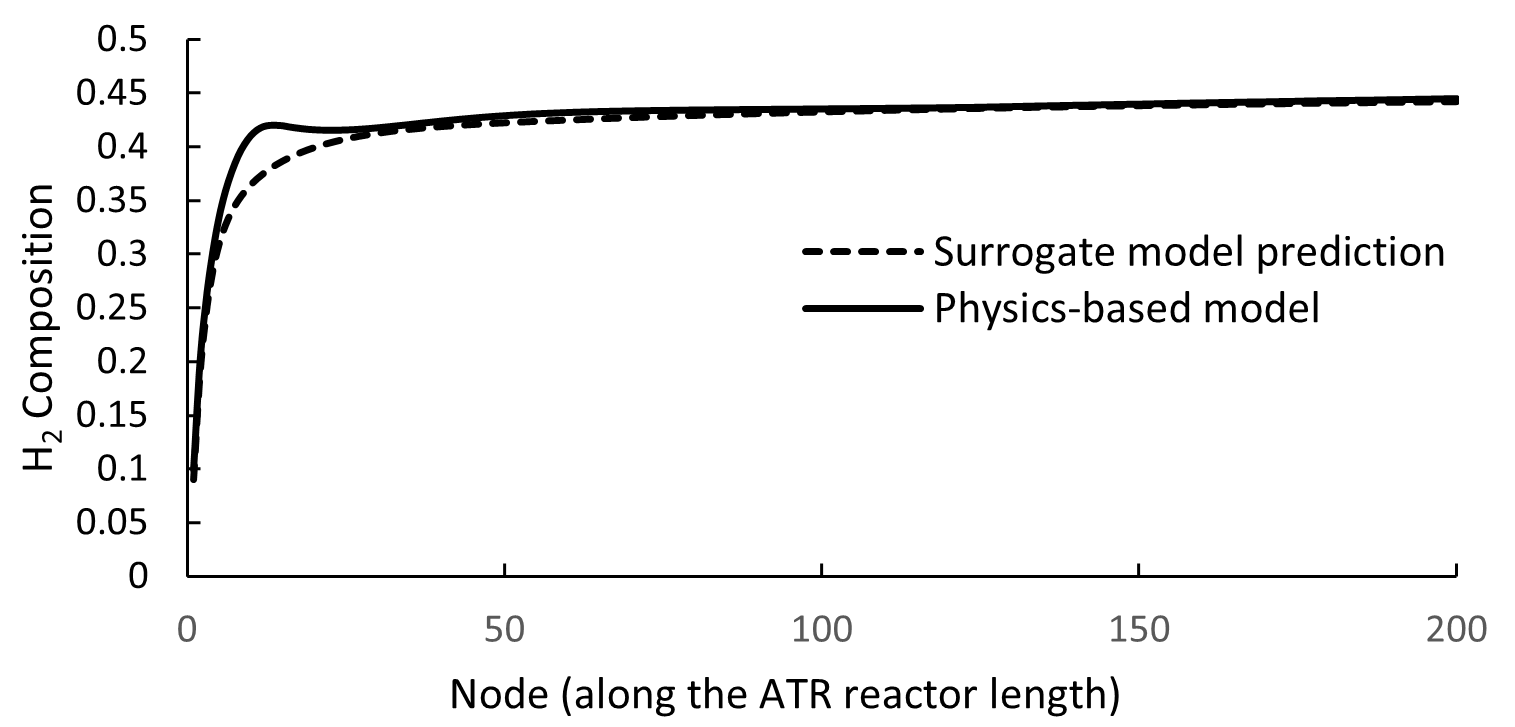 0.5
0.45
0.4
0.35
0.3
0.25
0.2
0.15
0.1
0.05
0
H₂ Composition
Surrogate model prediction
Physics-based model
0 50 100 150 200
Node (along the ATR reactor length)